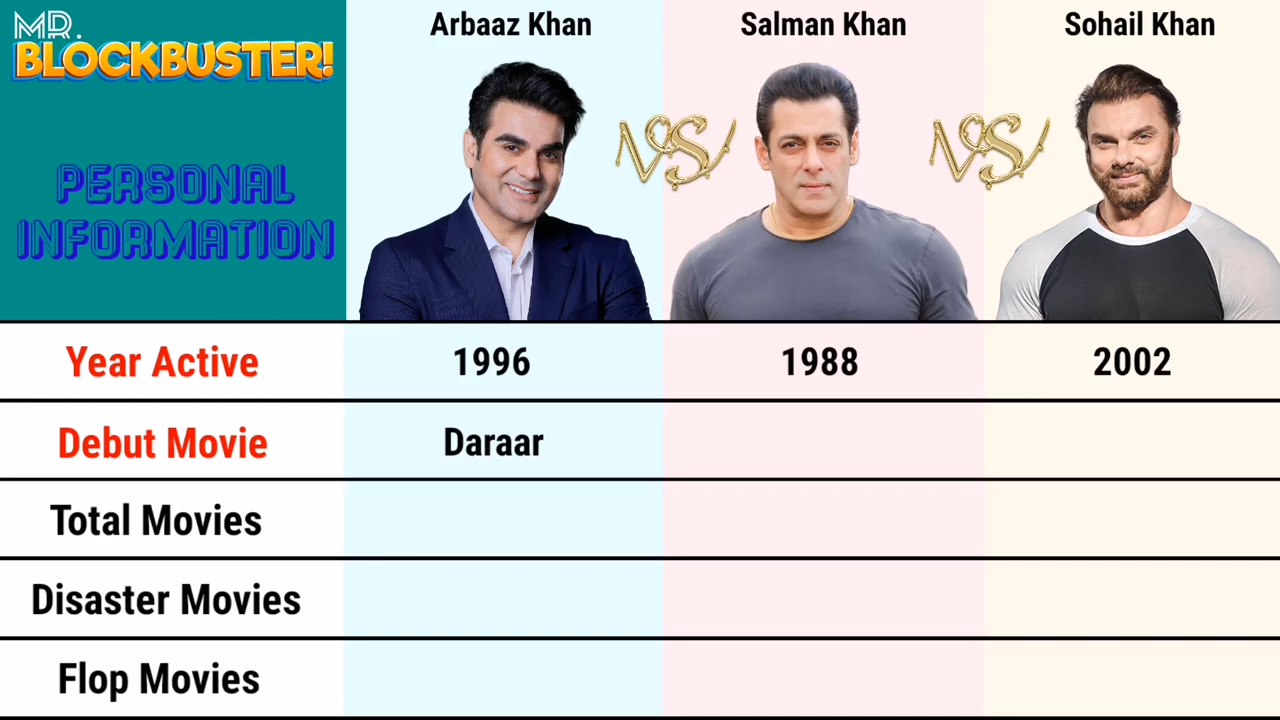 MR.
BLOCKBUSTER!
PERSONAL
INFORMATION
Arbaaz Khan
VS
Salman Khan
VS
Sohail Khan
Year Active 1996 1988 2002
Debut Movie Daraar
Total Movies
Disaster Movies
Flop Movies